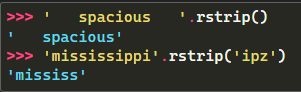 >>> '   spacious   '.rstrip()
'   spacious'
>>> 'mississippi'.rstrip('ipz')
'mississ'